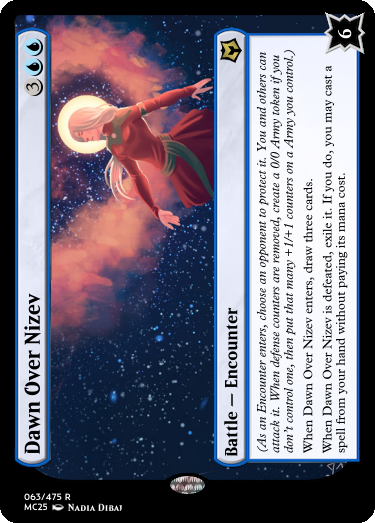 Dawn Over Nizev
3
Battle — Encounter
6
(As an Encounter enters, choose an opponent to protect it. You and others can
attack it. When defense counters are removed, create a 0/0 Army token if you
don't control one, then put that many +1/+1 counters on a Army you control.)
When Dawn Over Nizev enters, draw three cards.
When Dawn Over Nizev is defeated, exile it. If you do, you may cast a
spell from your hand without paying its mana cost.
063/475 R
MC25 Nadia Dibaj